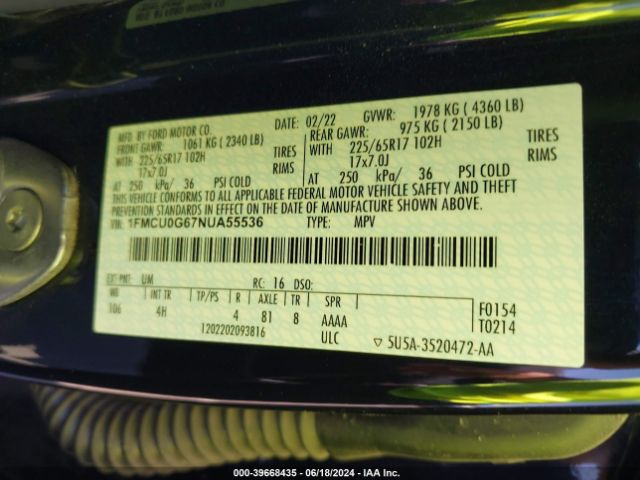 MFD. BY FORD MOTOR CO.
DATE: 02/22
GVWR: 1978 KG ( 4360 LB)
FRONT GAWR: 1061 KG ( 2340 LB)
REAR GAWR: 975 KG ( 2150 LB)
WITH 225/65R17 102H TIRES
WITH 225/65R17 102H TIRES
17x7.0J RIMS
17x7.0J RIMS
AT 250 kPa/ 36 PSI COLD
AT 250 kPa/ 36 PSI COLD
THIS VEHICLE CONFORMS TO ALL APPLICABLE FEDERAL MOTOR VEHICLE SAFETY AND THEFT
PREVENTION STANDARDS IN EFFECT ON THE DATE OF MANUFACTURE SHOWN ABOVE.
VIN: 1FMCU0G67NUA55536
TYPE: MPV
EXT PNT: UM RC: 16 DSO:
WB INT TR TP/PS R AXLE TR SPR
106 4H 4 81 8 AAAA
ULC
F0154
T0214
1202202093816
▽ 5U5A-3520472-AA
000-39668435 - 06/18/2024 - IAA Inc.